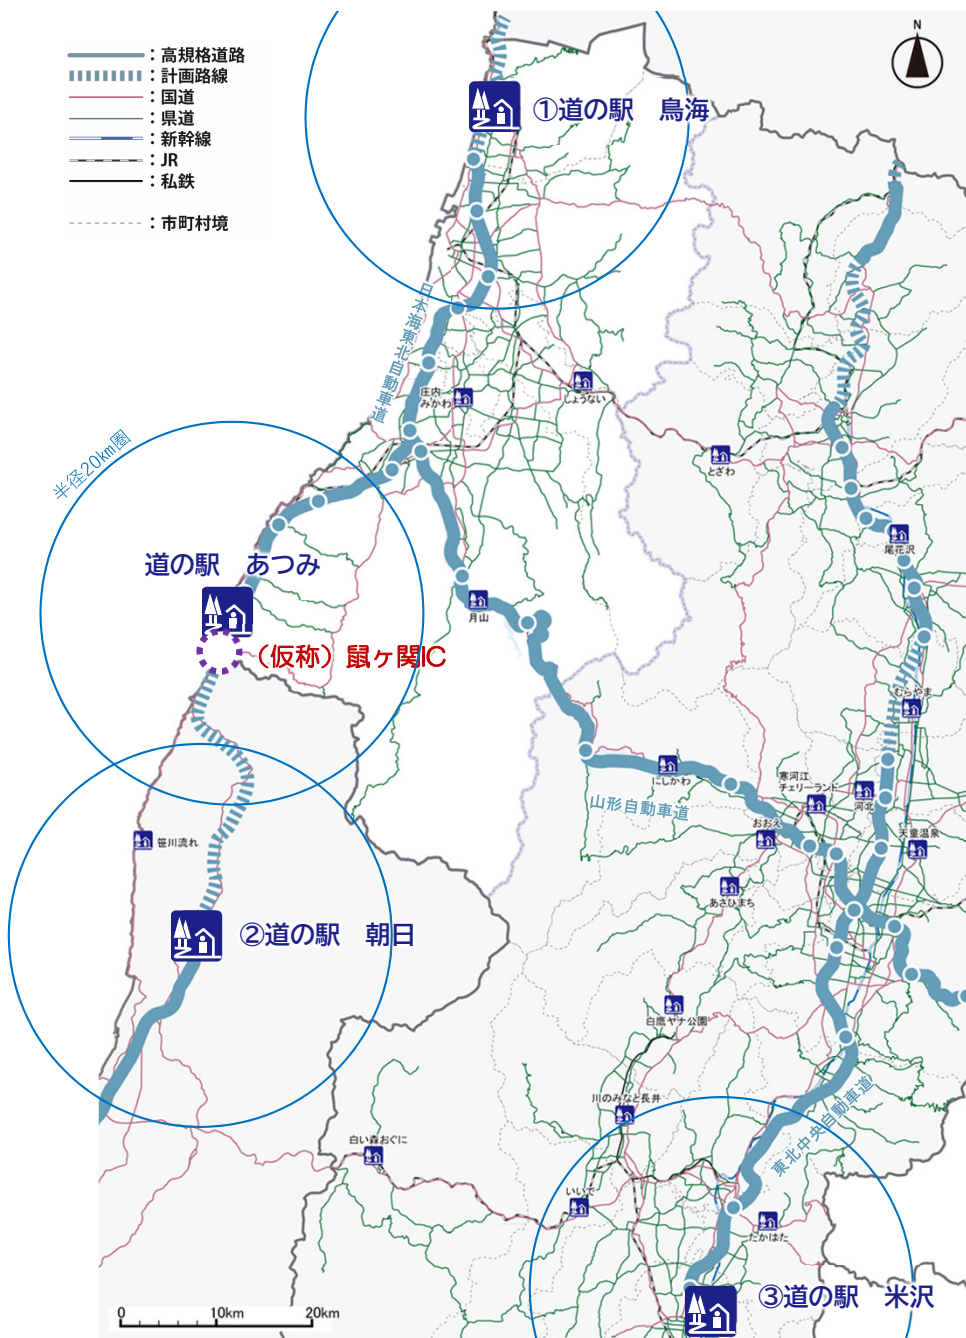 ：高規格道路
：計画路線
：国道
：県道
：新幹線
：JR
：私鉄
：市町村境
N
①道の駅　鳥海
日本海東北自動車道
庄内
みかわ
しょうない
とざわ
半径20km圏
尾花沢
道の駅　あつみ
月山
（仮称）鼠ヶ関IC
むらやま
にしかわ
寒河江
チェリーランド
河北
山形自動車道
おおえ
天童温泉
笹川流れ
あさひまち
②道の駅　朝日
白鷹ヤナ公園
東北中央自動車道
川のみなと長井
白い森おぐに
いいで
たかはた
③道の駅　米沢
0
10km
20km